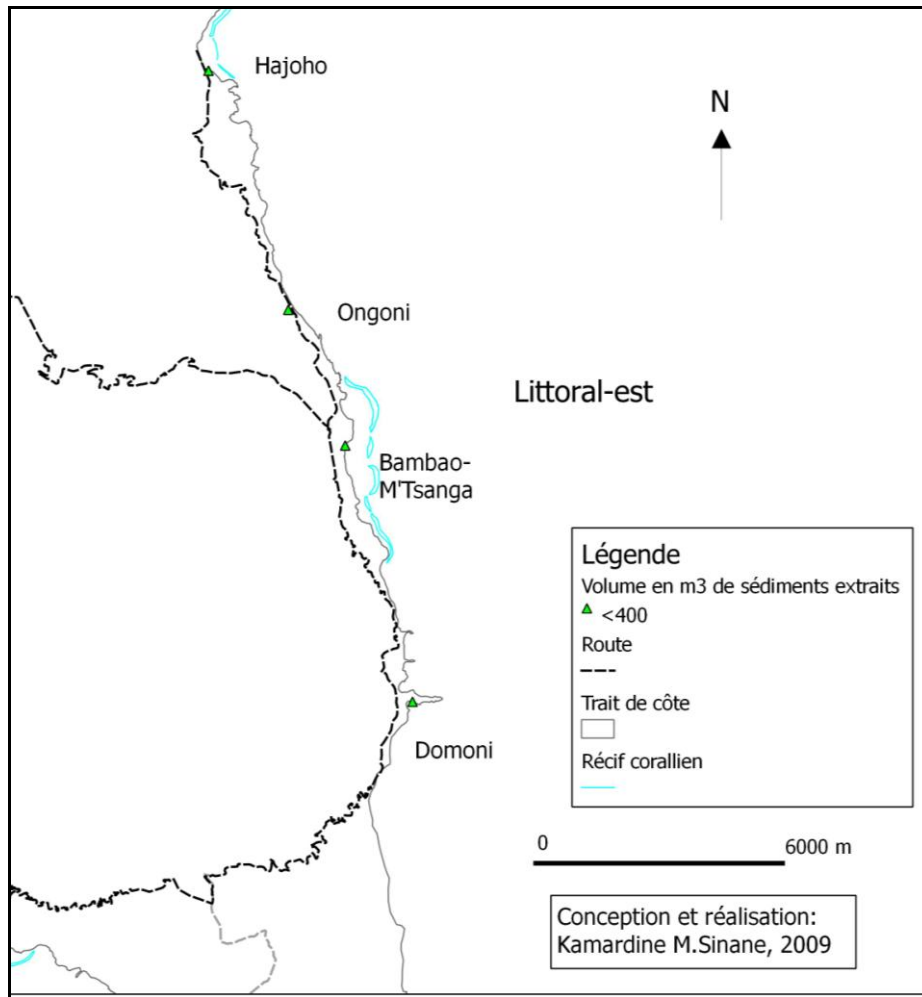 Hajoho
N
Ongoni
Littoral-est
Bambao-
M'Tsanga
Domoni
Légende
Volume en m3 de sédiments extraits
<400
Route
Trait de côte
Récif corallien
0
6000 m
Conception et réalisation:
Kamardine M.Sinane, 2009